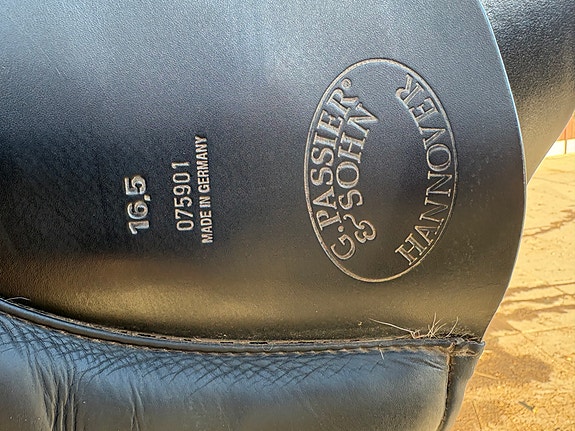 16,5
075901
MADE IN GERMANY
G. PASSIER®
& SOHN
HANNOVER